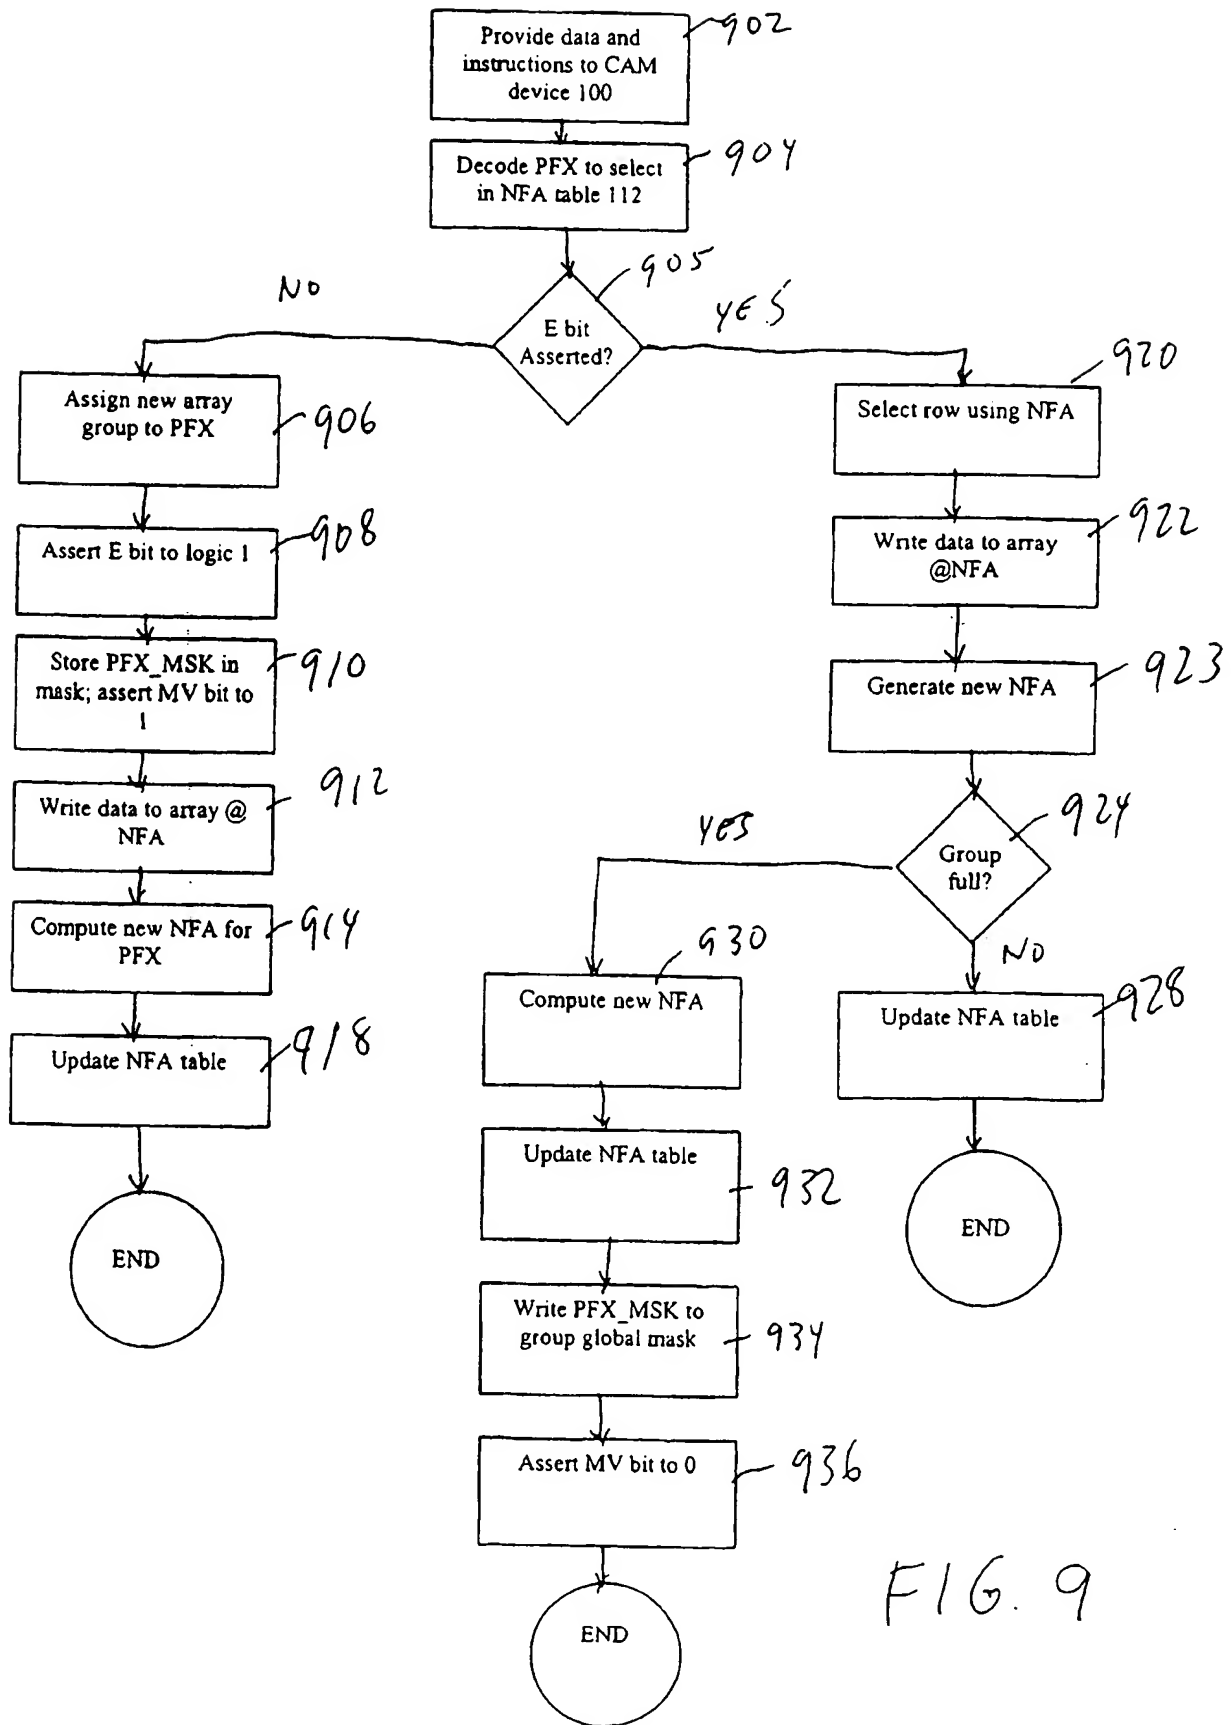 Provide data and
instructions to CAM
device 100
902
Decode PFX to select
in NFA table 112
904
905
E bit
Asserted?
NO
YES
Assign new array
group to PFX
906
Assert E bit to logic 1
908
Store PFX_MSK in
mask; assert MV bit to
1
910
Write data to array @
NFA
912
Compute new NFA for
PFX
914
Update NFA table
918
END
Select row using NFA
920
Write data to array
@NFA
922
Generate new NFA
923
Group
full?
924
YES
NO
Update NFA table
928
END
Compute new NFA
930
Update NFA table
932
Write PFX_MSK to
group global mask
934
Assert MV bit to 0
936
END
FIG. 9